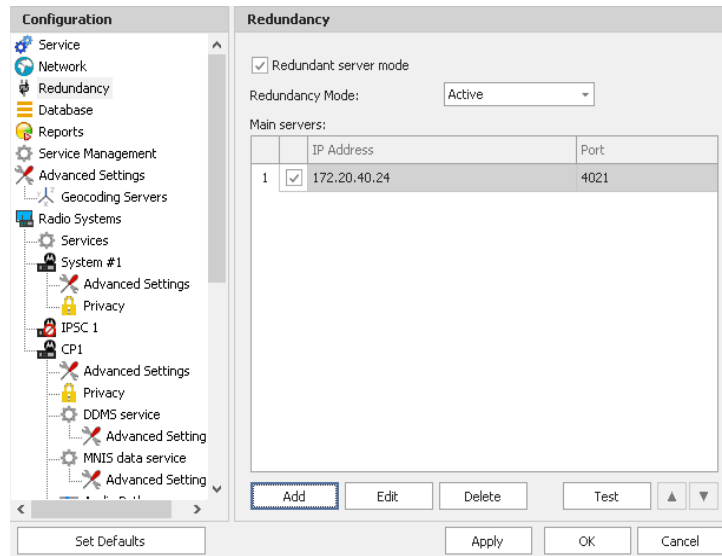 Configuration
Service
Network
Redundancy
Database
Reports
Service Management
Advanced Settings
Geocoding Servers
Radio Systems
Services
System #1
Advanced Settings
Privacy
IPSC 1
CP1
Advanced Settings
Privacy
DDMS service
Advanced Setting
MNIS data service
Advanced Setting
Set Defaults
Redundancy
Redundant server mode
Redundancy Mode: Active
Main servers:
IP Address Port
1 172.20.40.24 4021
Add Edit Delete Test
Apply OK Cancel